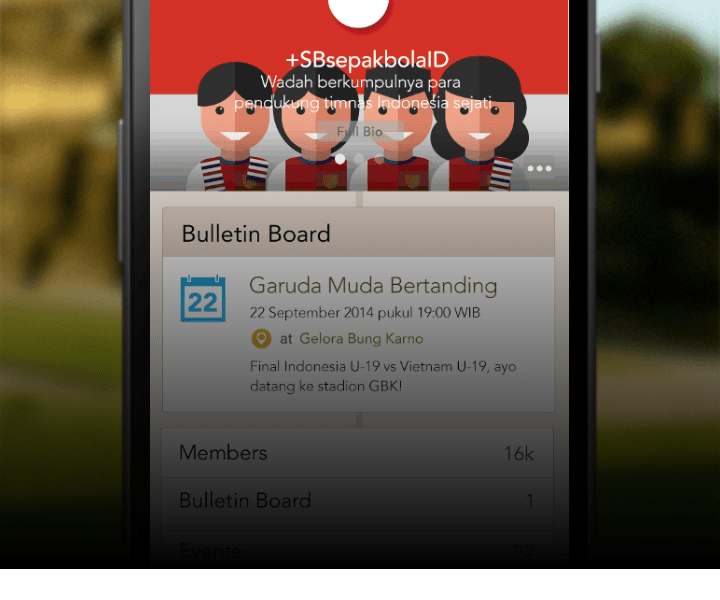 +SBsepakbolaID
Wadah berkumpulnya para
pendukung timnas Indonesia sejati
Full Bio
Bulletin Board
22
Garuda Muda Bertanding
22 September 2014 pukul 19:00 WIB
at Gelora Bung Karno
Final Indonesia U-19 vs Vietnam U-19, ayo
datang ke stadion GBK!
Members 16k
Bulletin Board 1
Events 22